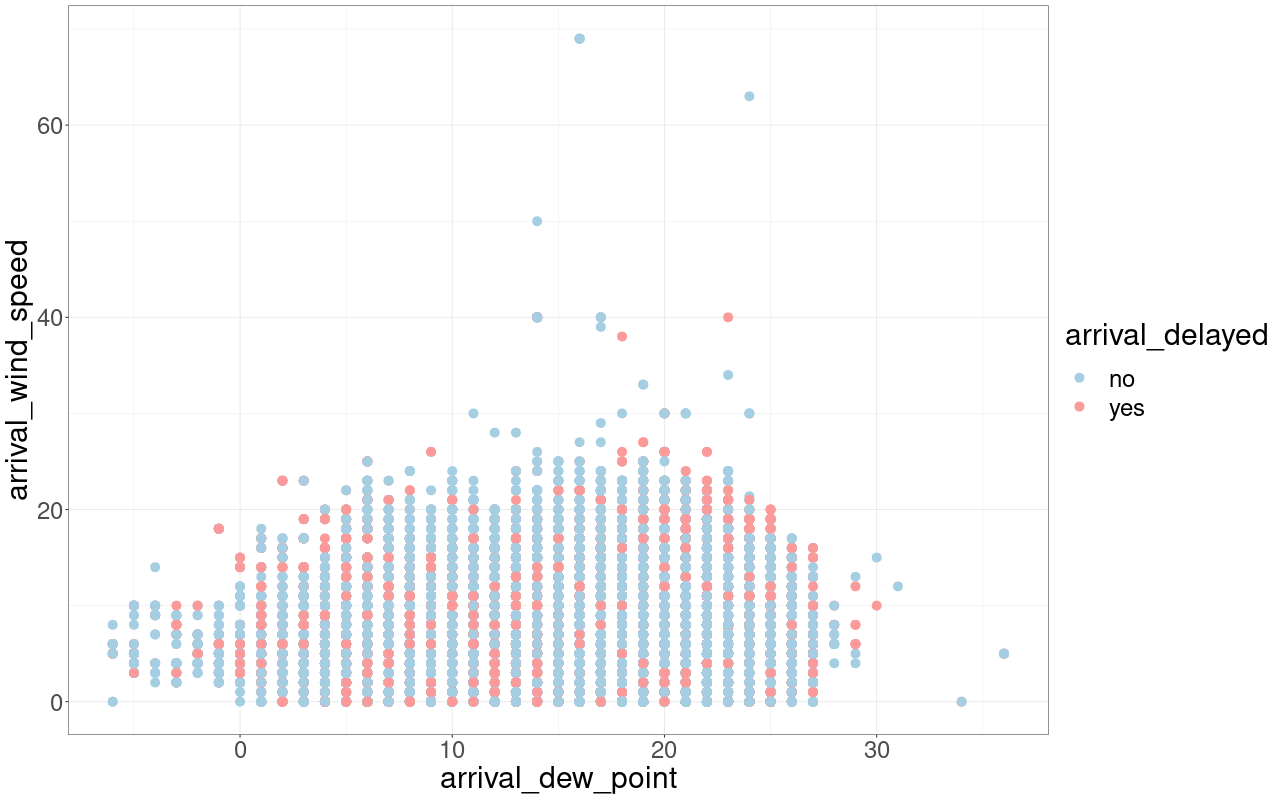 60
40
20
0
0 10 20 30
arrival_dew_point
arrival_wind_speed
arrival_delayed
no
yes